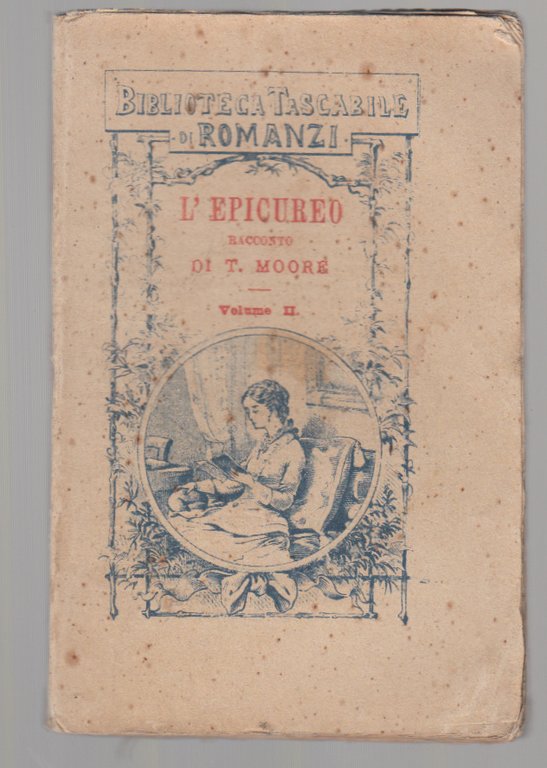 BIBLIOTECA TASCABILE
DI ROMANZI
L'EPICUREO
RACCONTO
DI T. MOORE
Volume II.